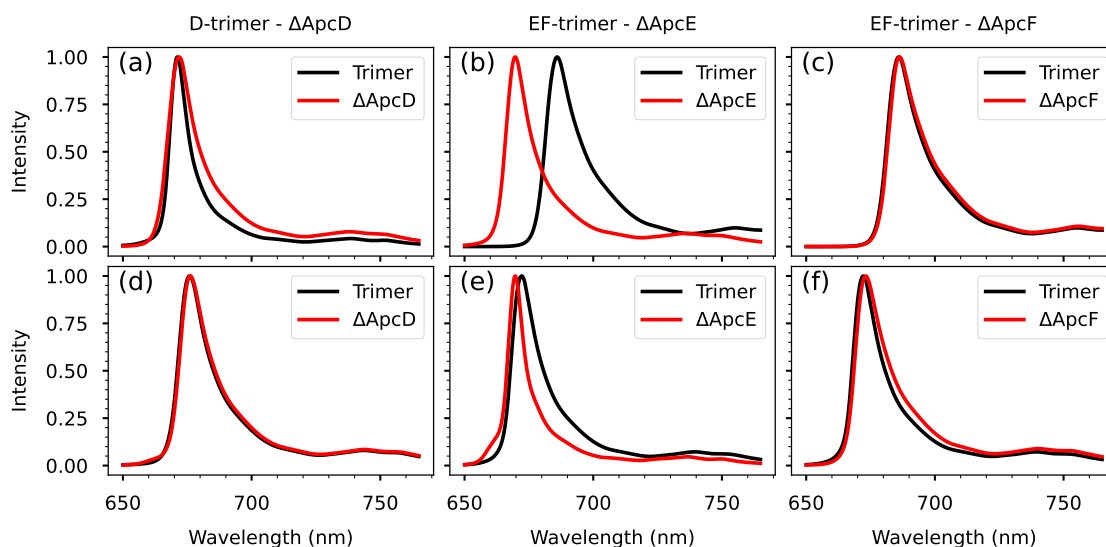 D-trimer - ΔApcD
EF-trimer - ΔApcE
EF-trimer - ΔApcF
Intensity
1.00
0.75
0.50
0.25
0.00
(a)
Trimer
ΔApcD
(b)
Trimer
ΔApcE
(c)
Trimer
ΔApcF
Intensity
1.00
0.75
0.50
0.25
0.00
(d)
Trimer
ΔApcD
(e)
Trimer
ΔApcE
(f)
Trimer
ΔApcF
650
700
750
650
700
750
650
700
750
Wavelength (nm)
Wavelength (nm)
Wavelength (nm)